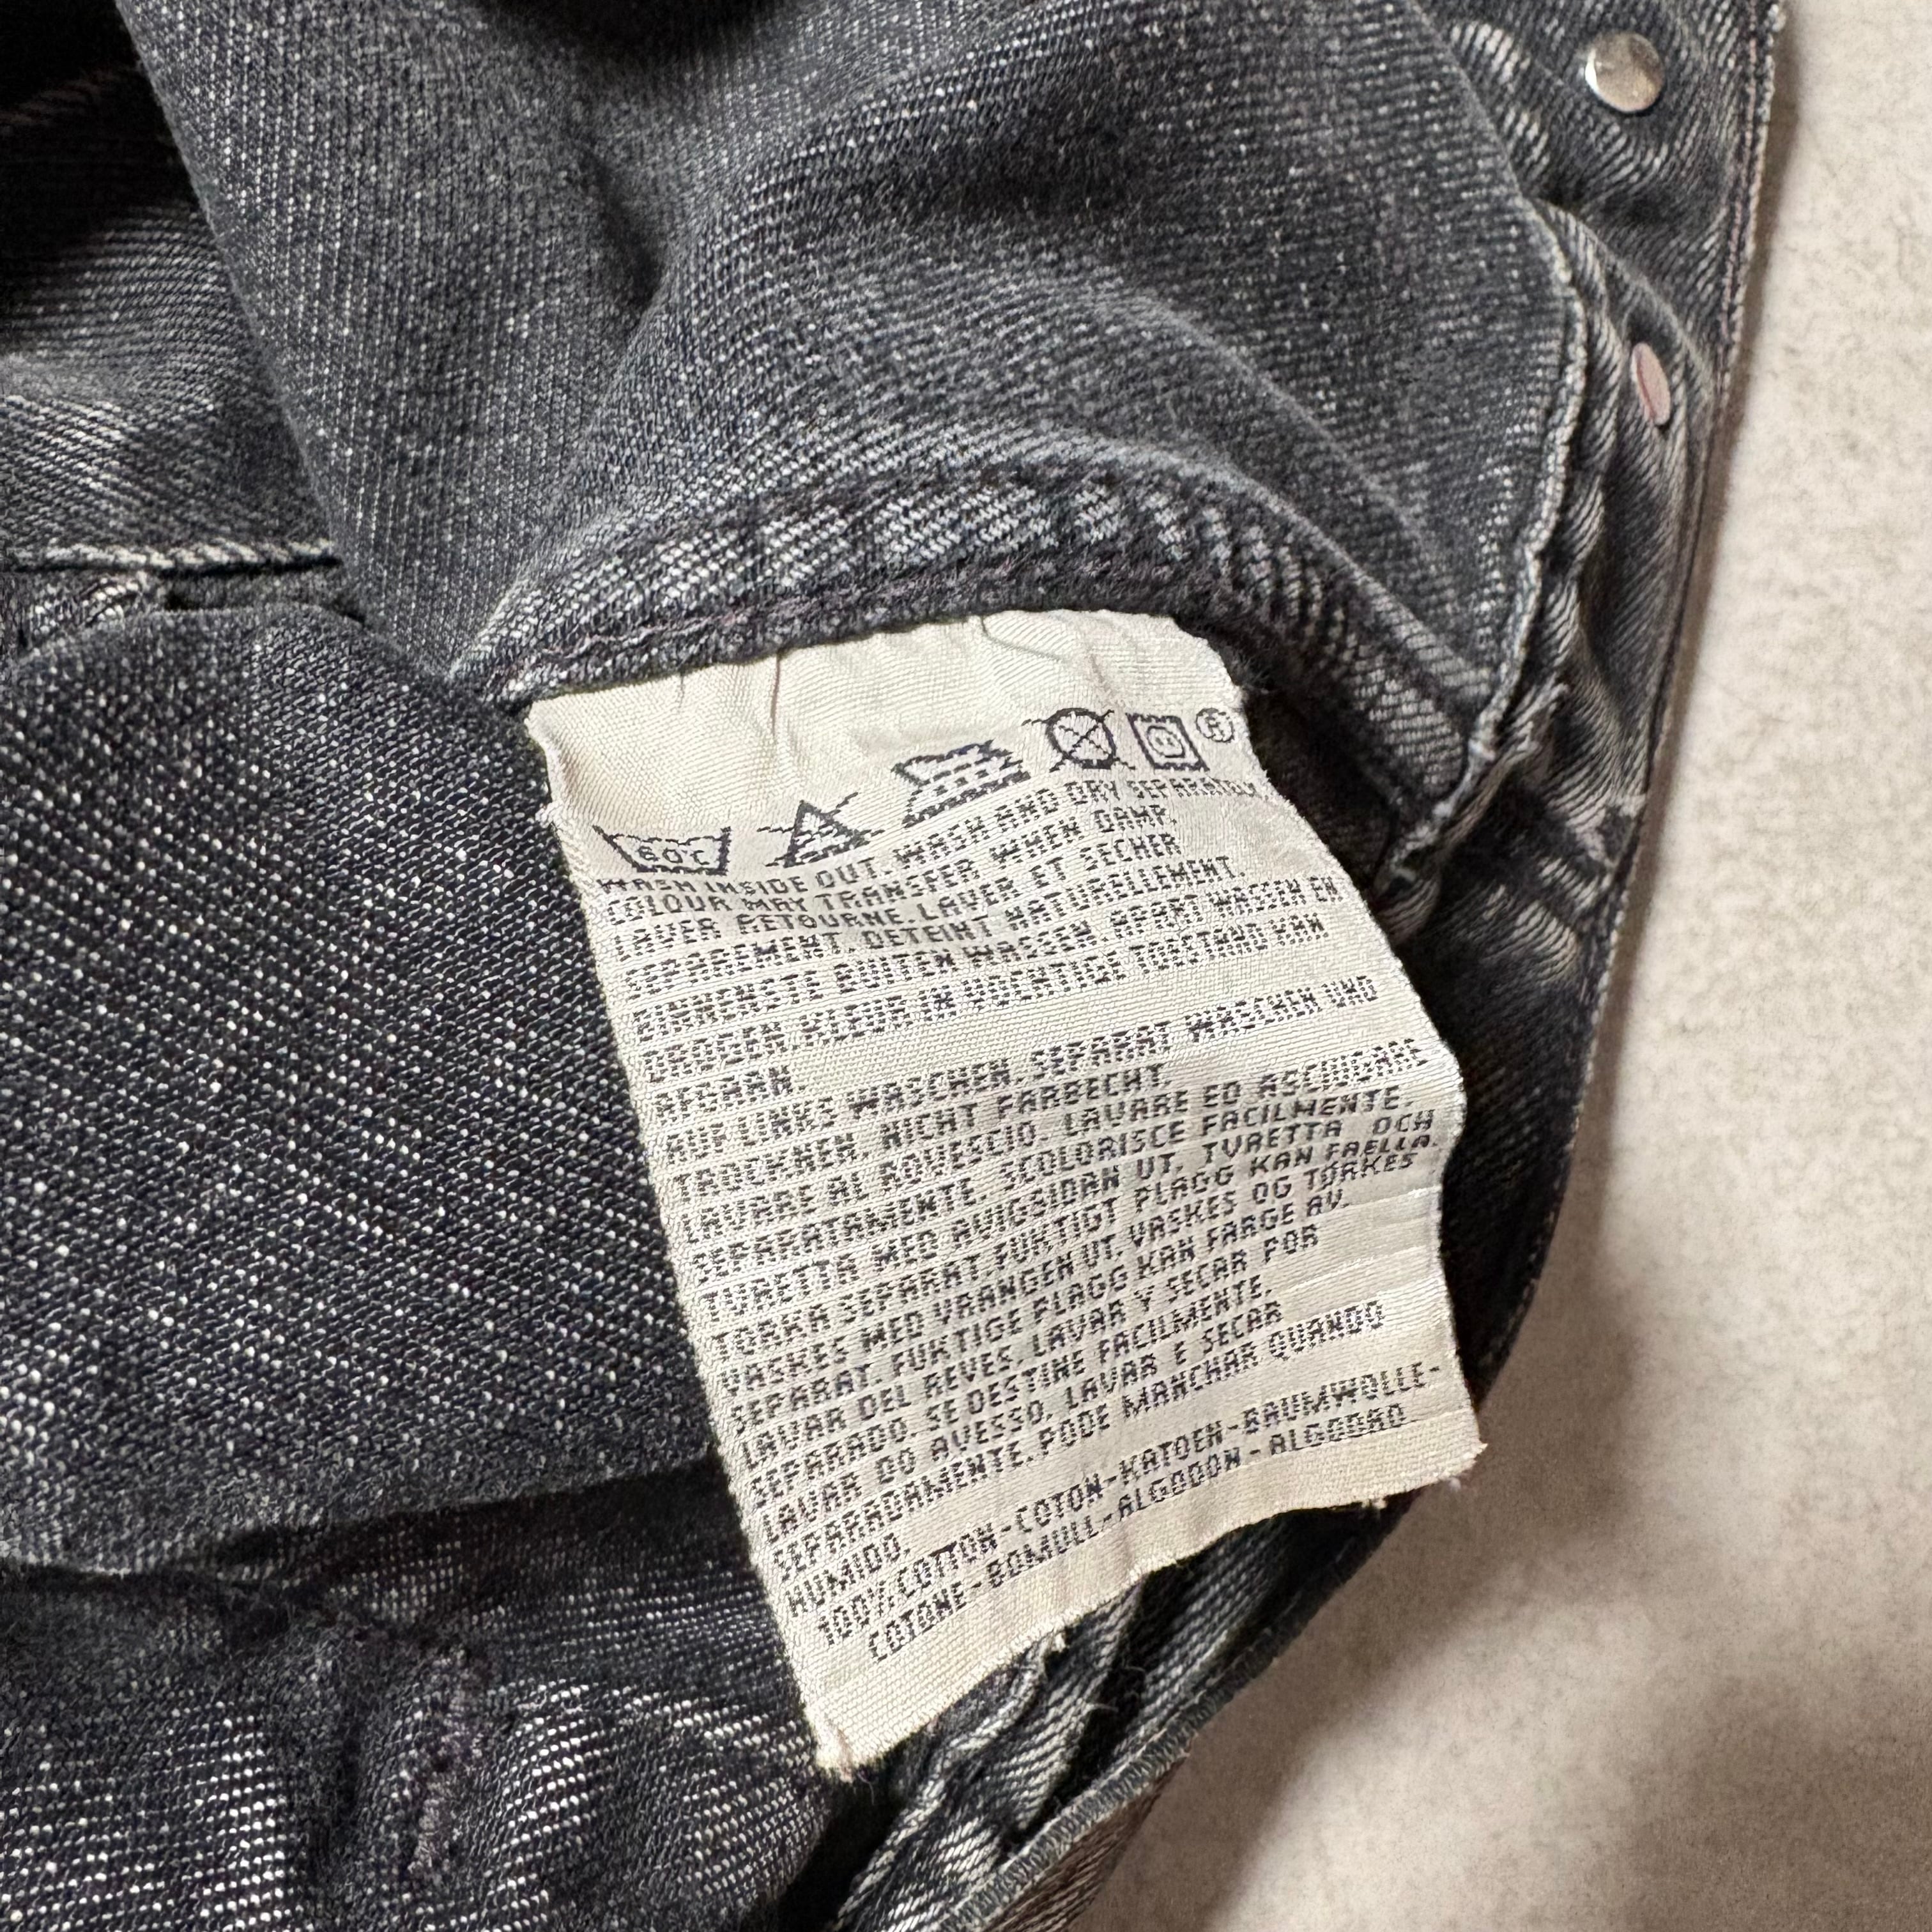 60°C
®
WASH INSIDE OUT. WASH AND DRY SEPARATELY.
COLOUR MAY TRANSFER WHEN DAMP.
LAVER RETOURNE. LAVER ET SECHER
SEPAREMENT. DETEINT NATURELLEMENT.
BINNENSTE BUITEN WASSEN. APART WASSEN EN
DROGEN. KLEUR IN VOCHTIGE TOESTAND KAN
AFGAAN.
AUF LINKS WASCHEN. SEPARAT WASCHEN UND
TROCKNEN. NICHT FARBECHT.
LAVARE AL ROVESCIO. LAVARE ED ASCIUGARE
SEPARATAMENTE. SCOLORISCE FACILMENTE
TVAETTA MED AVIGSIDAN UT. TVAETTA OCH
TORKA SEPARAT. FUKTIGT PLAGG KAN FAELLA.
VASKES MED VRANGEN UT. VASKES OG TØRKES
SEPARAT. FUKTIGE PLAGG KAN FARGE AV.
LAVAR DEL REVES. LAVAR Y SECAR POR
SEPARADO. SE DESTINE FACILMENTE.
LAVAR DO AVESSO. LAVAR E SECAR
SEPARADAMENTE. PODE MANCHAR QUANDO
HUMIDO.
100% COTTON-COTON-KATOEN-BAUMWOLLE-
COTONE-BOMULL-ALGODON-ALGODAO